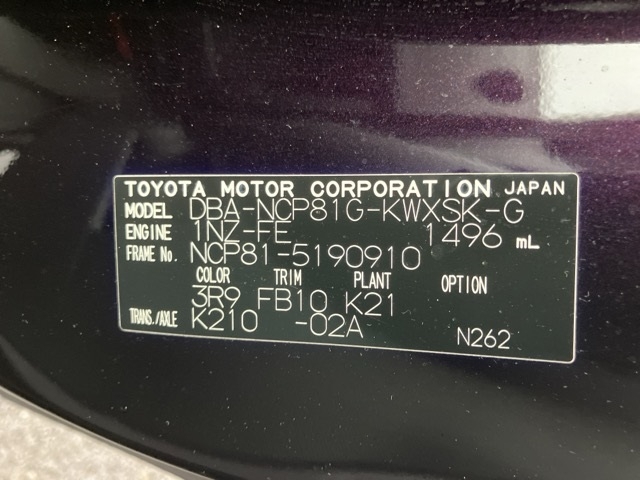 TOYOTA MOTOR CORPORATION JAPAN
MODEL DBA-NCP81G-KWXSK-G
ENGINE 1NZ-FE 1496 mL
FRAME No. NCP81-5190910
COLOR TRIM PLANT OPTION
3R9 FB10 K21
TRANS./AXLE K210 -02A N262